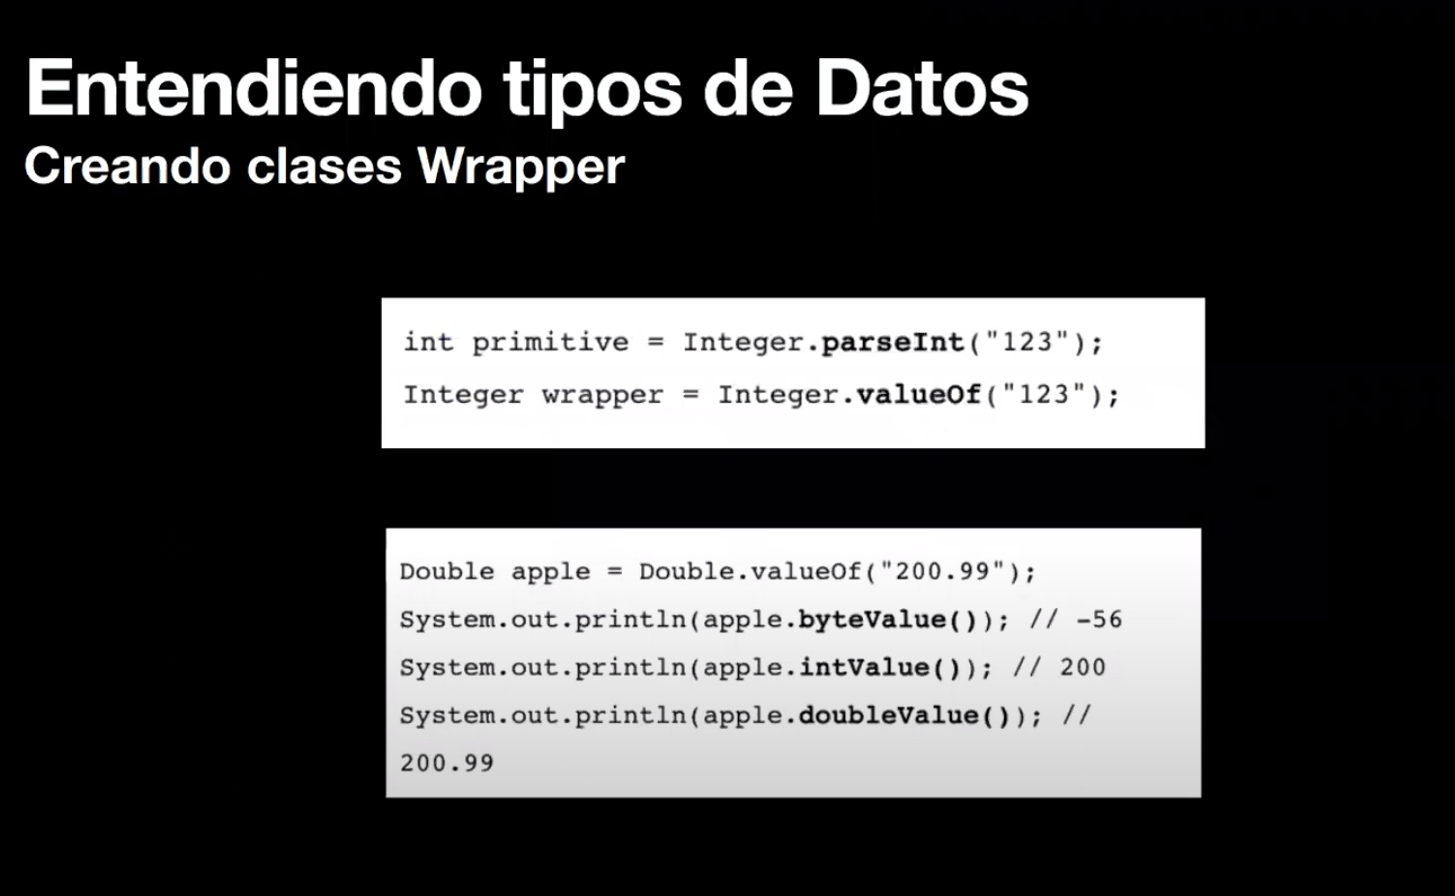 Entendiendo tipos de Datos
Creando clases Wrapper
int primitive = Integer.parseInt("123");
Integer wrapper = Integer.valueOf("123");
Double apple = Double.valueOf("200.99");
System.out.println(apple.byteValue()); // -56
System.out.println(apple.intValue()); // 200
System.out.println(apple.doubleValue()); //
200.99